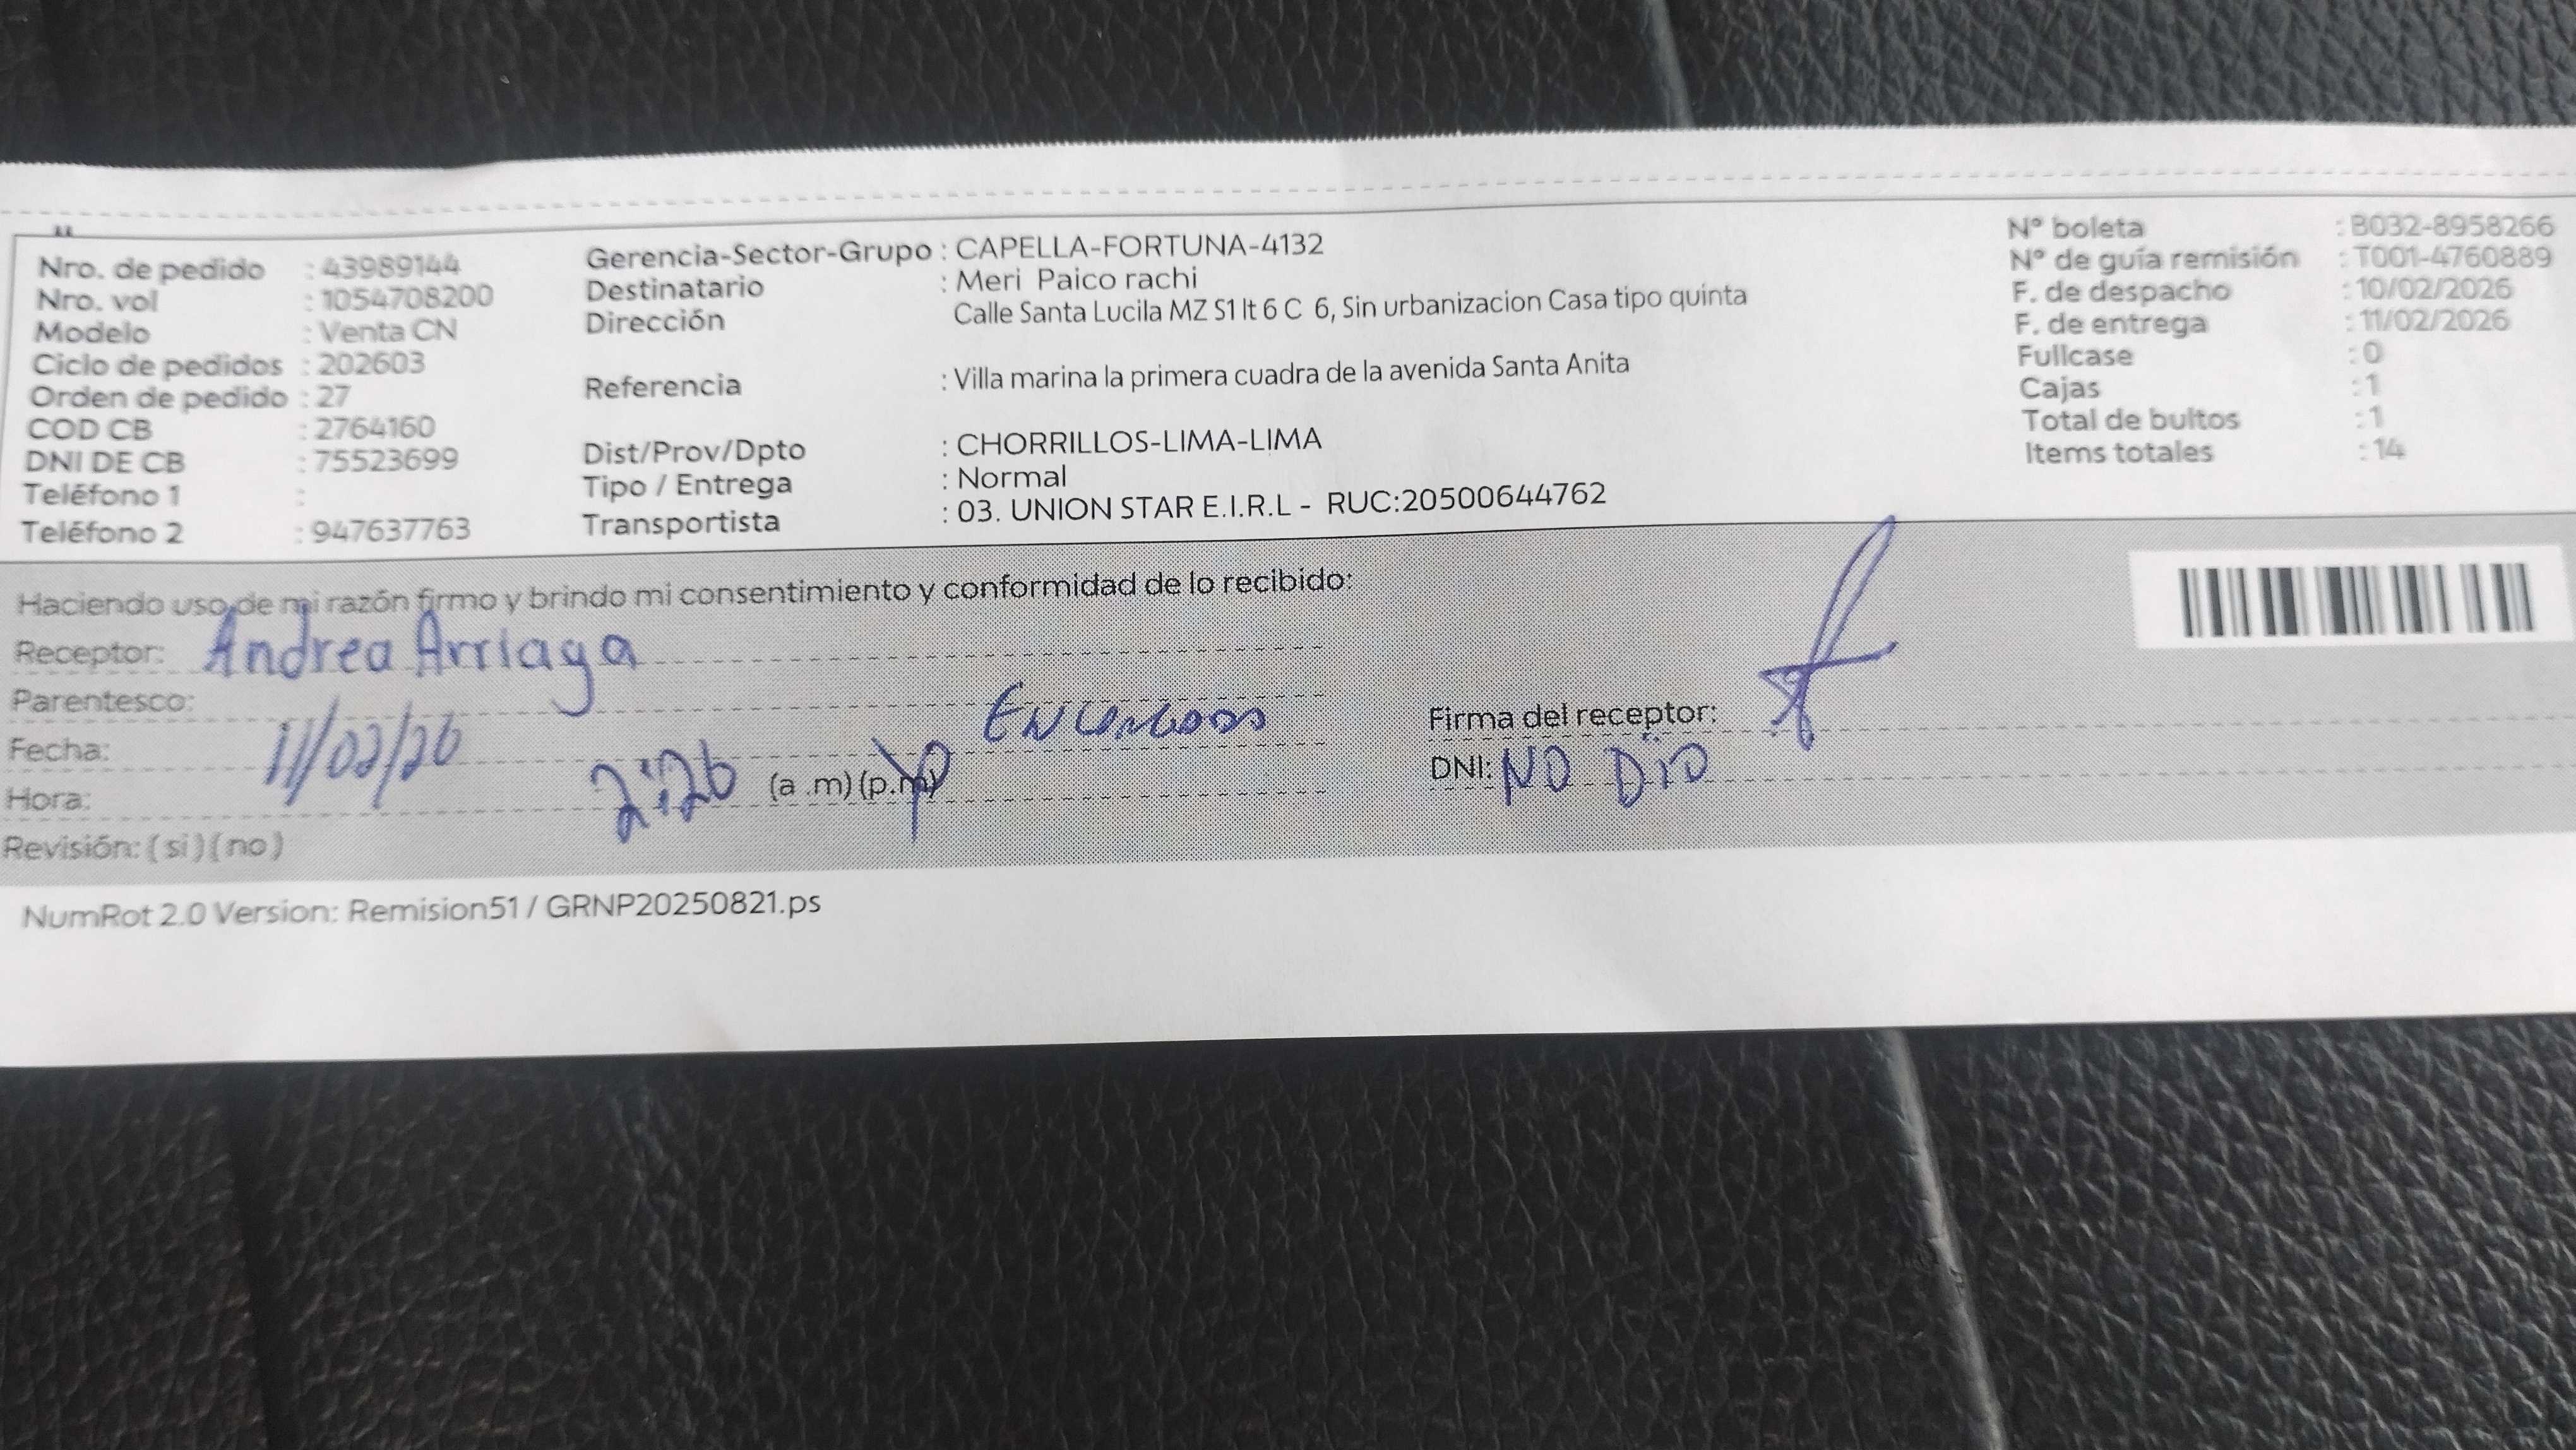 Nro. de pedido : 43989144
Nro. vol : 1054708200
Modelo : Venta CN
Ciclo de pedidos : 202603
Orden de pedido : 27
COD CB : 2764160
DNI DE CB : 75523699
Teléfono 1 :
Teléfono 2 : 947637763
Gerencia-Sector-Grupo : CAPELLA-FORTUNA-4132
Destinatario : Meri Paico rachi
Dirección Calle Santa Lucila MZ S1 lt 6 C 6, Sin urbanizacion Casa tipo quinta
Referencia : Villa marina la primera cuadra de la avenida Santa Anita
Dist/Prov/Dpto : CHORRILLOS-LIMA-LIMA
Tipo / Entrega : Normal
Transportista : 03. UNION STAR E.I.R.L - RUC:20500644762
N° boleta : B032-8958266
N° de guía remisión : T001-4760889
F. de despacho : 10/02/2026
F. de entrega : 11/02/2026
Fullcase : 0
Cajas : 1
Total de bultos : 1
Items totales : 14
Haciendo uso de mi razón firmo y brindo mi consentimiento y conformidad de lo recibido:
Receptor: Andrea Arriaga
Parentesco:
Fecha: 11/02/26
Hora: 2:26 (a .m) (p.m)
Revisión: ( si ) ( no )
Firma del receptor:
DNI: NO DIO
NumRot 2.0 Version: Remision51 / GRNP20250821.ps